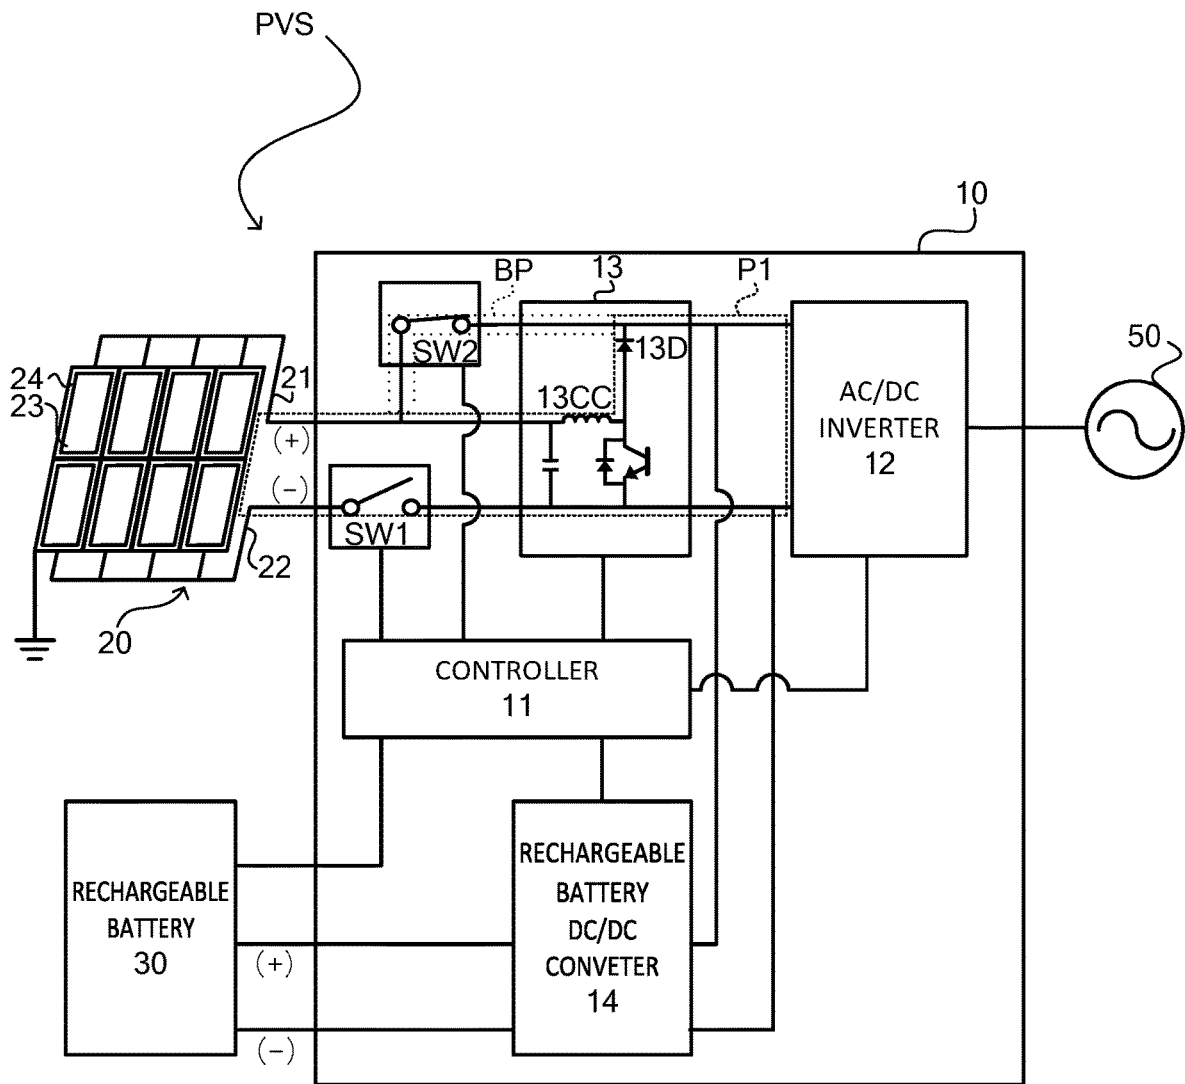 PVS
10
BP
13
P1
50
SW2
13D
24
21
23
13CC
(+)
AC/DC
INVERTER
12
(-)
SW1
22
20
CONTROLLER
11
RECHARGEABLE
BATTERY
30
RECHARGEABLE
BATTERY
DC/DC
CONVETER
14
(+)
(-)